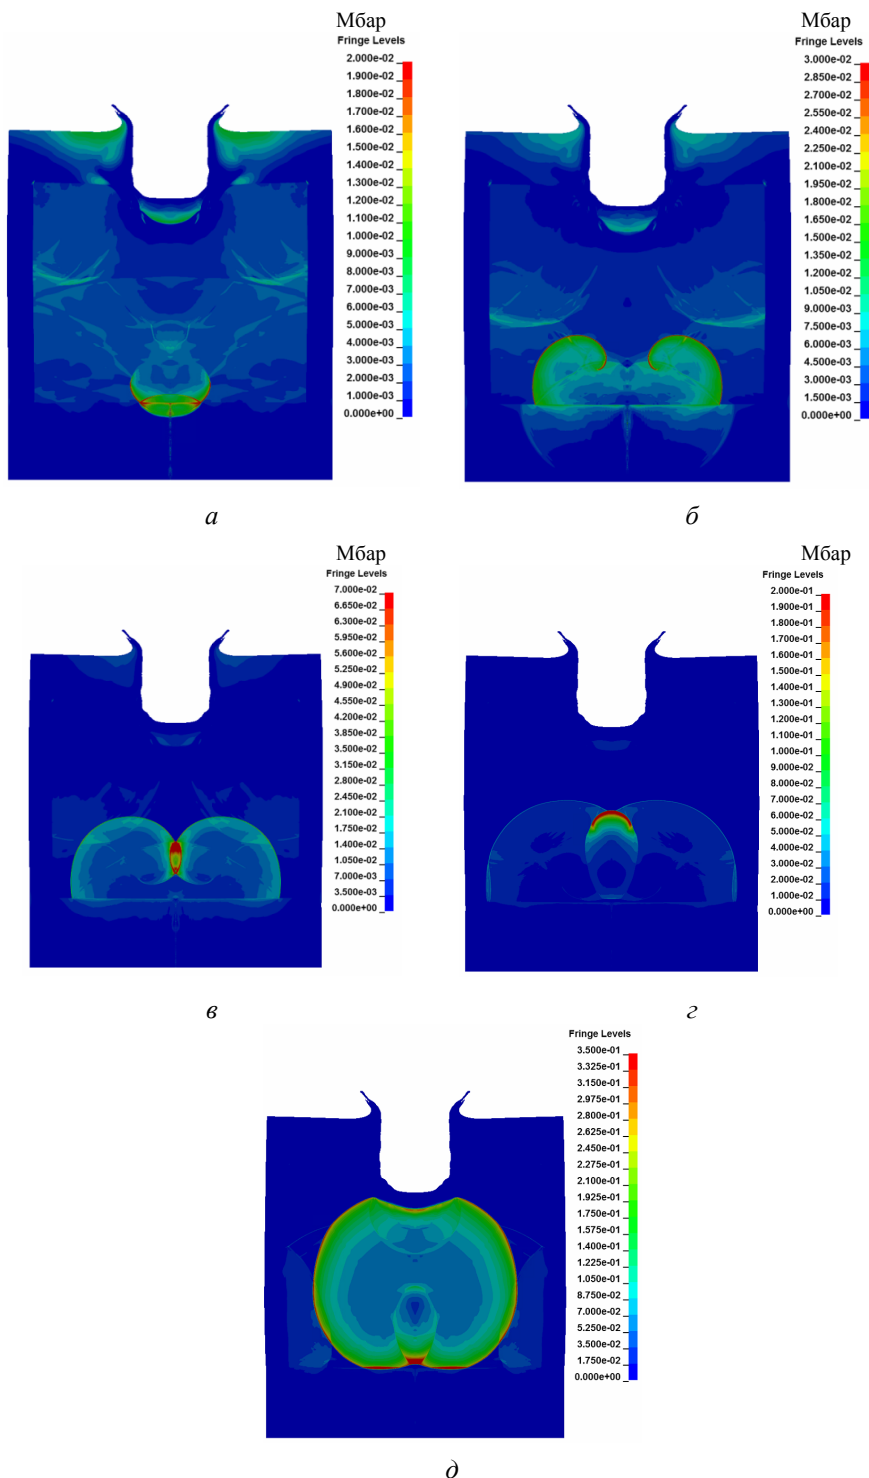 Мбар
Fringe Levels
2.000e-02
1.900e-02
1.800e-02
1.700e-02
1.600e-02
1.500e-02
1.400e-02
1.300e-02
1.200e-02
1.100e-02
1.000e-02
9.000e-03
8.000e-03
7.000e-03
6.000e-03
5.000e-03
4.000e-03
3.000e-03
2.000e-03
1.000e-03
0.000e+00
а
Мбар
Fringe Levels
3.000e-02
2.850e-02
2.700e-02
2.550e-02
2.400e-02
2.250e-02
2.100e-02
1.950e-02
1.800e-02
1.650e-02
1.500e-02
1.350e-02
1.200e-02
1.050e-02
9.000e-03
7.500e-03
6.000e-03
4.500e-03
3.000e-03
1.500e-03
0.000e+00
б
Мбар
Fringe Levels
7.000e-02
6.650e-02
6.300e-02
5.950e-02
5.600e-02
5.250e-02
4.900e-02
4.550e-02
4.200e-02
3.850e-02
3.500e-02
3.150e-02
2.800e-02
2.450e-02
2.100e-02
1.750e-02
1.400e-02
1.050e-02
7.000e-03
3.500e-03
0.000e+00
в
Мбар
Fringe Levels
2.000e-01
1.900e-01
1.800e-01
1.700e-01
1.600e-01
1.500e-01
1.400e-01
1.300e-01
1.200e-01
1.100e-01
1.000e-01
9.000e-02
8.000e-02
7.000e-02
6.000e-02
5.000e-02
4.000e-02
3.000e-02
2.000e-02
1.000e-02
0.000e+00
г
Fringe Levels
3.500e-01
3.325e-01
3.150e-01
2.975e-01
2.800e-01
2.625e-01
2.450e-01
2.275e-01
2.100e-01
1.925e-01
1.750e-01
1.575e-01
1.400e-01
1.225e-01
1.050e-01
8.750e-02
7.000e-02
5.250e-02
3.500e-02
1.750e-02
0.000e+00
д